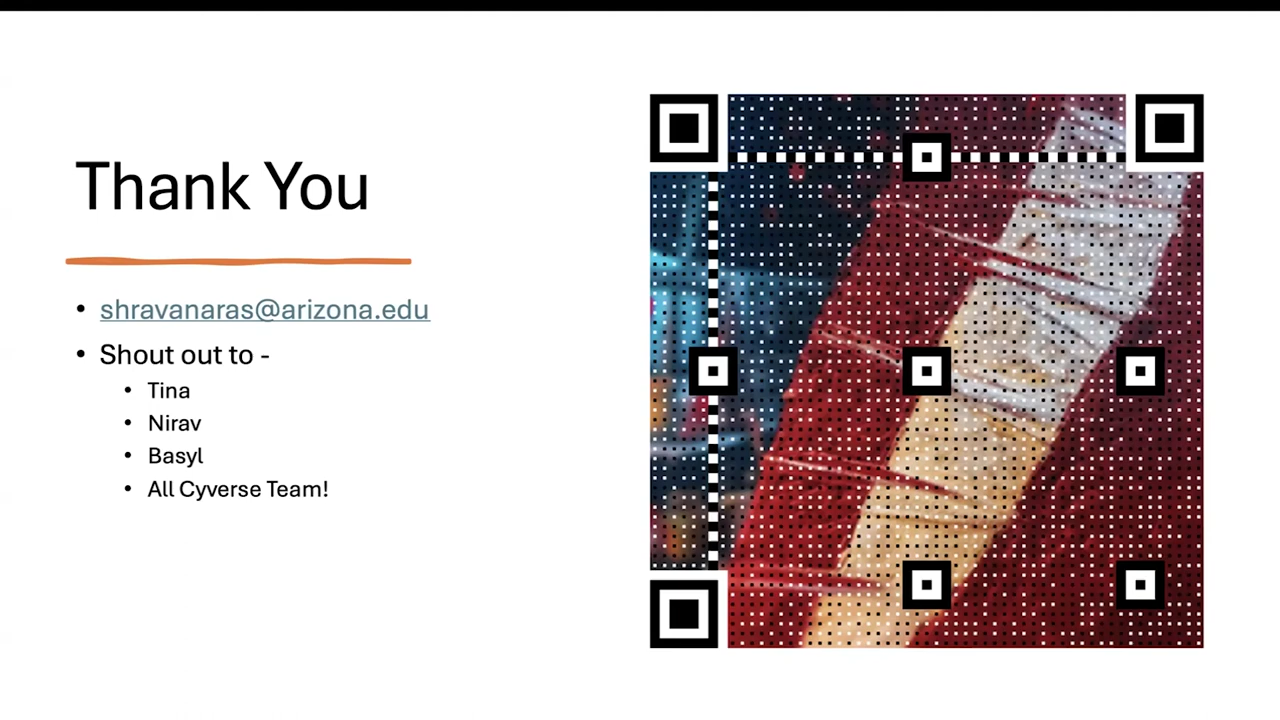 Thank You
shravanaras@arizona.edu
Shout out to -
Tina
Nirav
Basyl
All Cyverse Team!